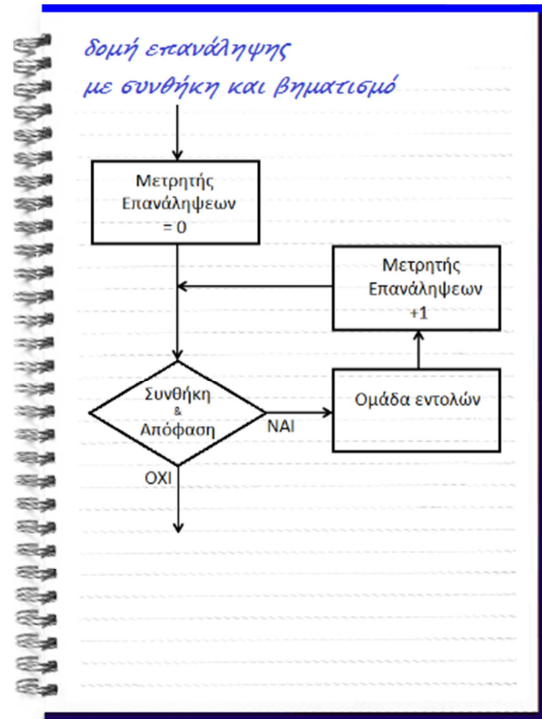 δομή επανάληψης
με συνθήκη και βηματισμό
Μετρητής
Επανάληψεων
= 0
Μετρητής
Επανάληψεων
+1
Συνθήκη
&
Απόφαση
ΝΑΙ
Ομάδα εντολών
ΟΧΙ